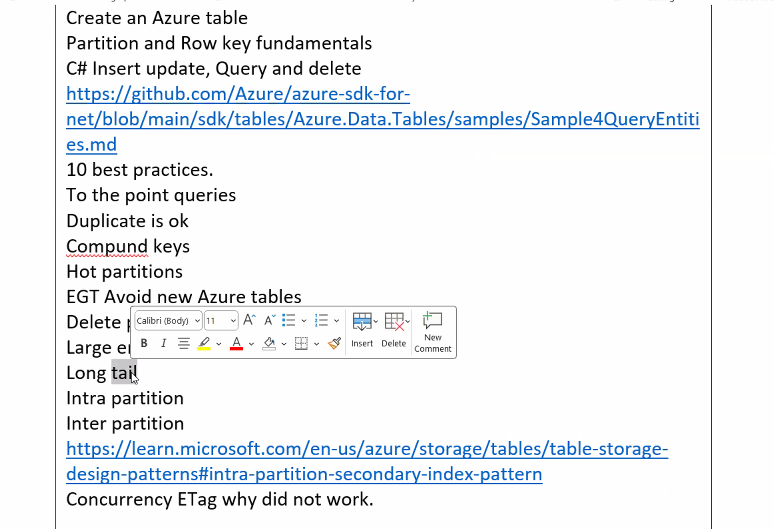 Create an Azure table
Partition and Row key fundamentals
C# Insert update, Query and delete
https://github.com/Azure/azure-sdk-for-
net/blob/main/sdk/tables/Azure.Data.Tables/samples/Sample4QueryEntiti
es.md
10 best practices.
To the point queries
Duplicate is ok
Compund keys
Hot partitions
EGT Avoid new Azure tables
Calibri (Body) 11 A A
Delete
B I A Insert Delete New
Comment
Large
Long tail
Intra partition
Inter partition
https://learn.microsoft.com/en-us/azure/storage/tables/table-storage-
design-patterns#intra-partition-secondary-index-pattern
Concurrency ETag why did not work.